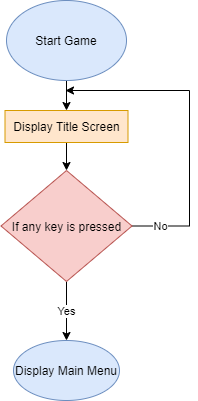 Start Game
Display Title Screen
If any key is pressed
No
Yes
Display Main Menu